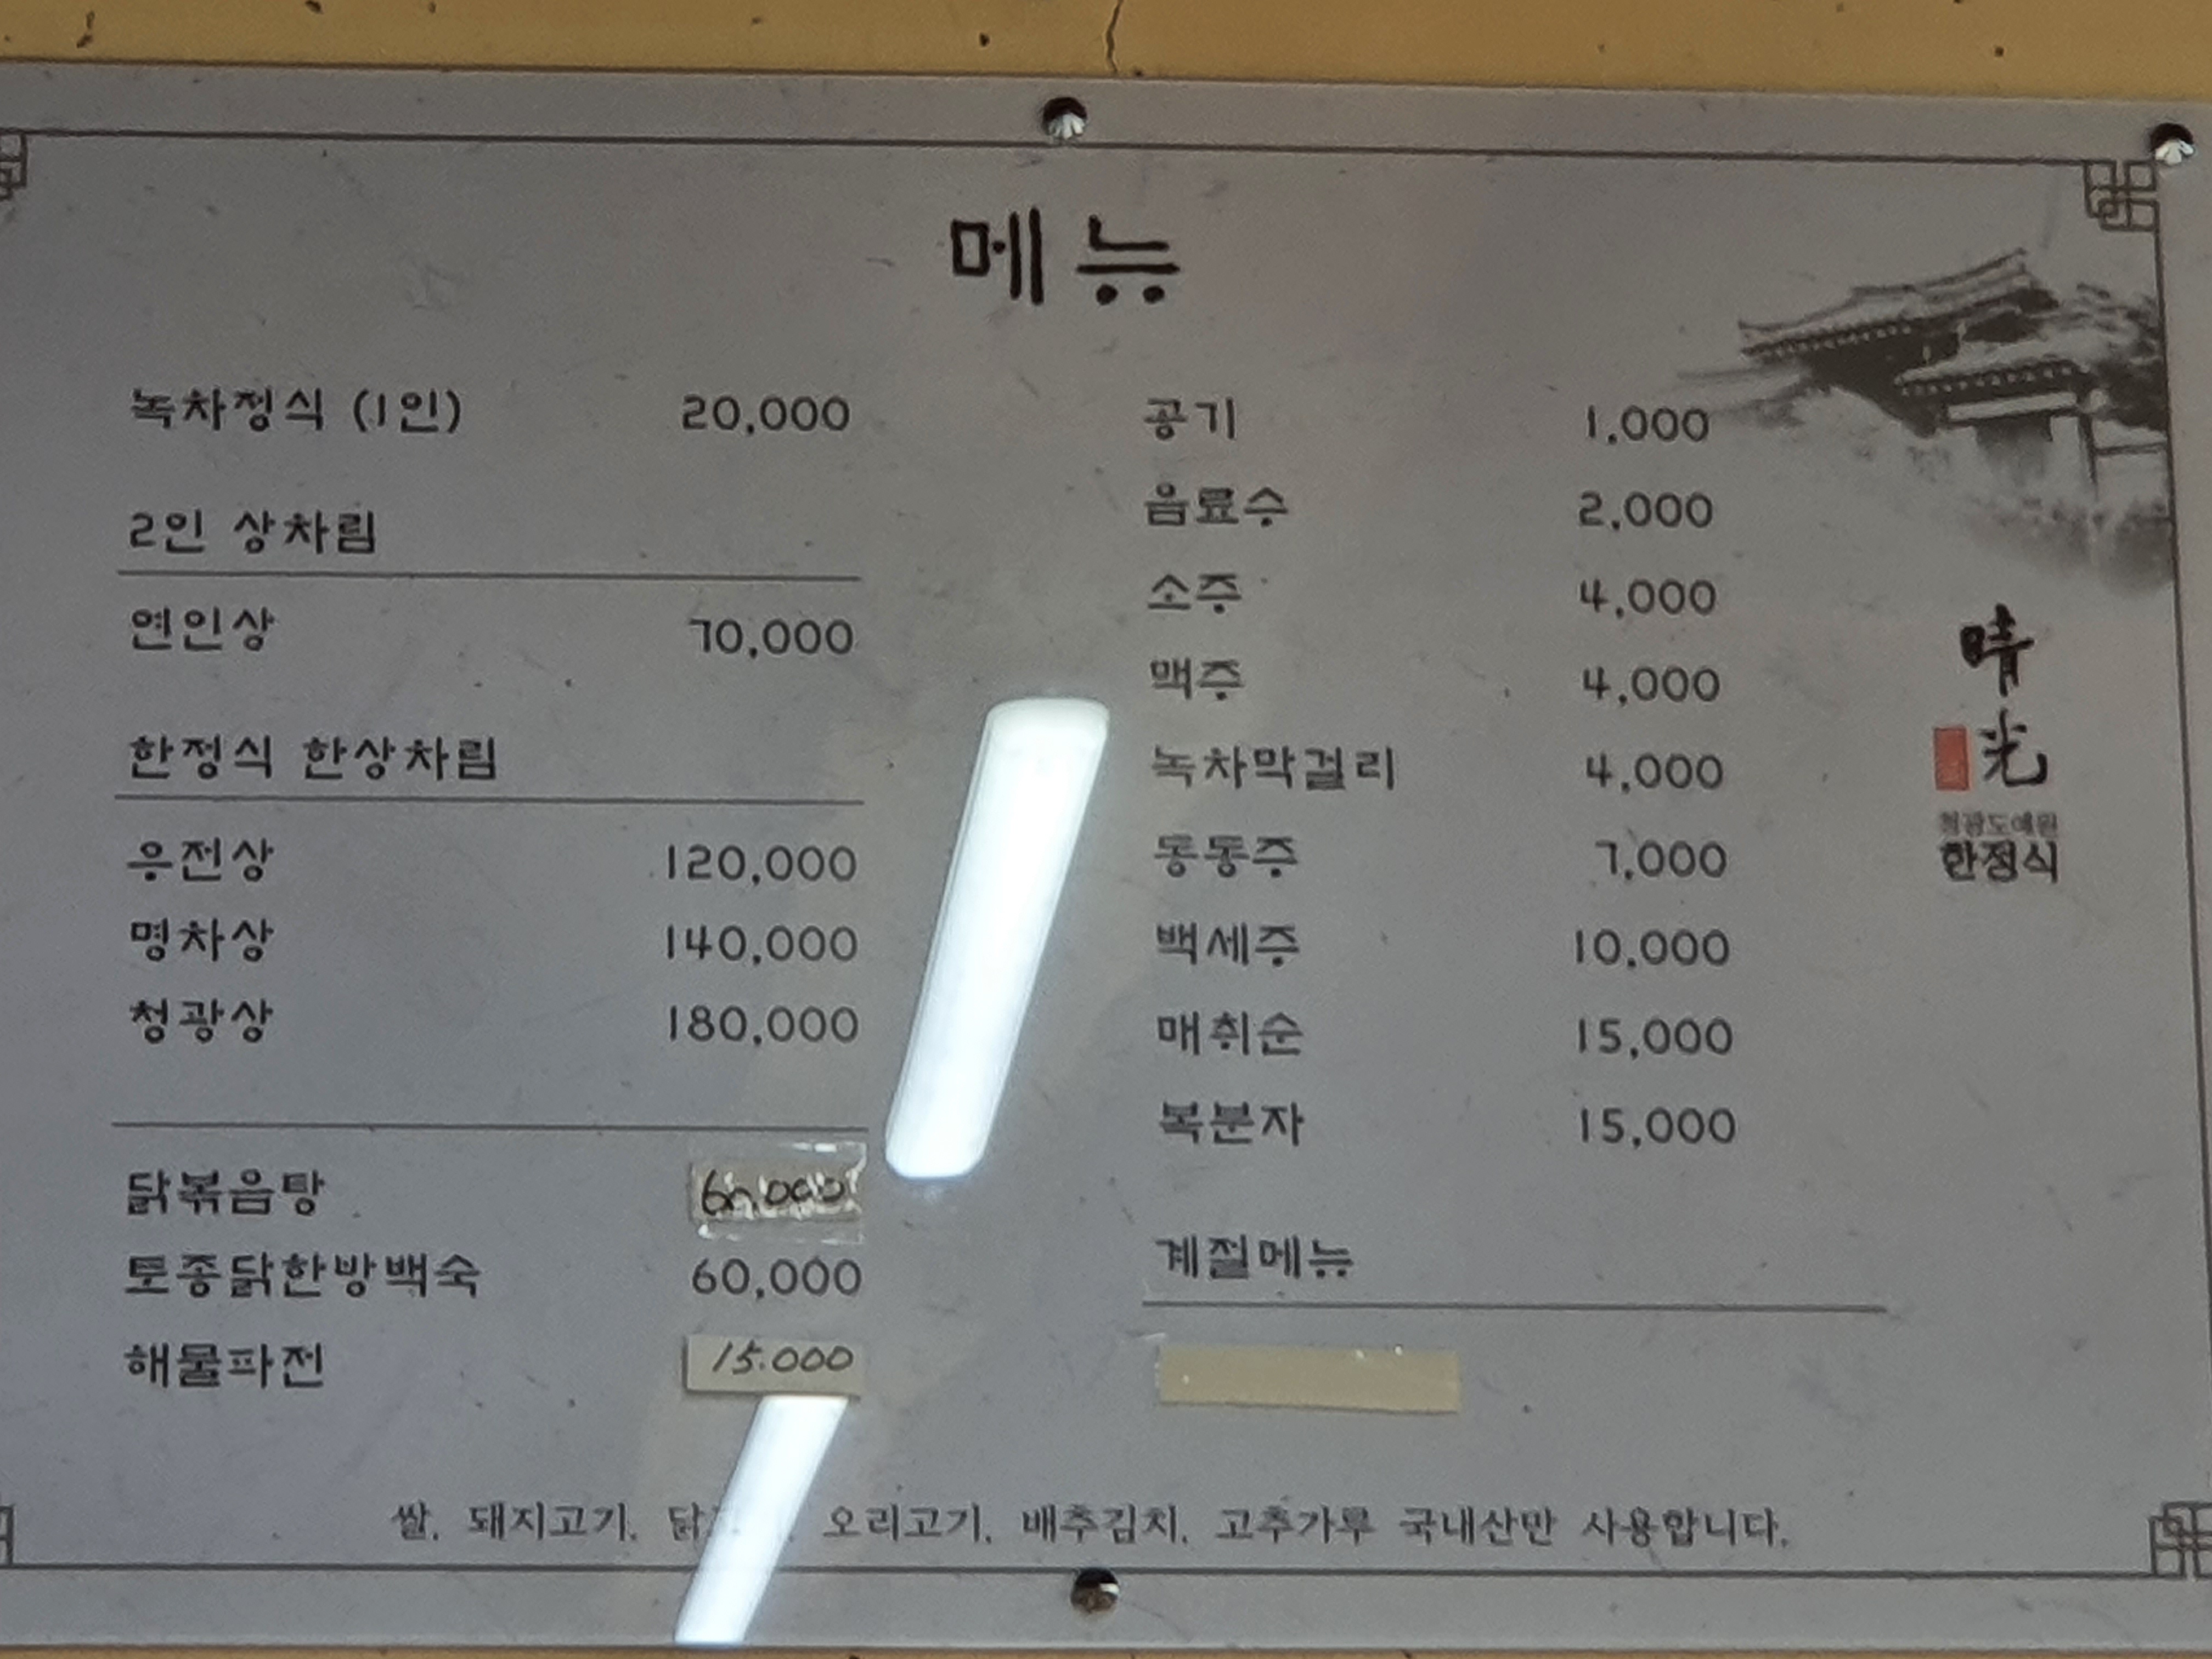 메뉴
녹차정식 (1인) 20,000
2인 상차림
연인상 70,000
한정식 한상차림
우전상 120,000
명차상 140,000
청광상 180,000
닭볶음탕 60,000
토종닭한방백숙 60,000
해물파전 15.000
공기 1,000
음료수 2,000
소주 4,000
맥주 4,000
녹차막걸리 4,000
동동주 7,000
백세주 10,000
매취순 15,000
복분자 15,000
계절메뉴
晴
光
청광도예원
한정식
쌀, 돼지고기, 닭 오리고기, 배추김치, 고추가루 국내산만 사용합니다.